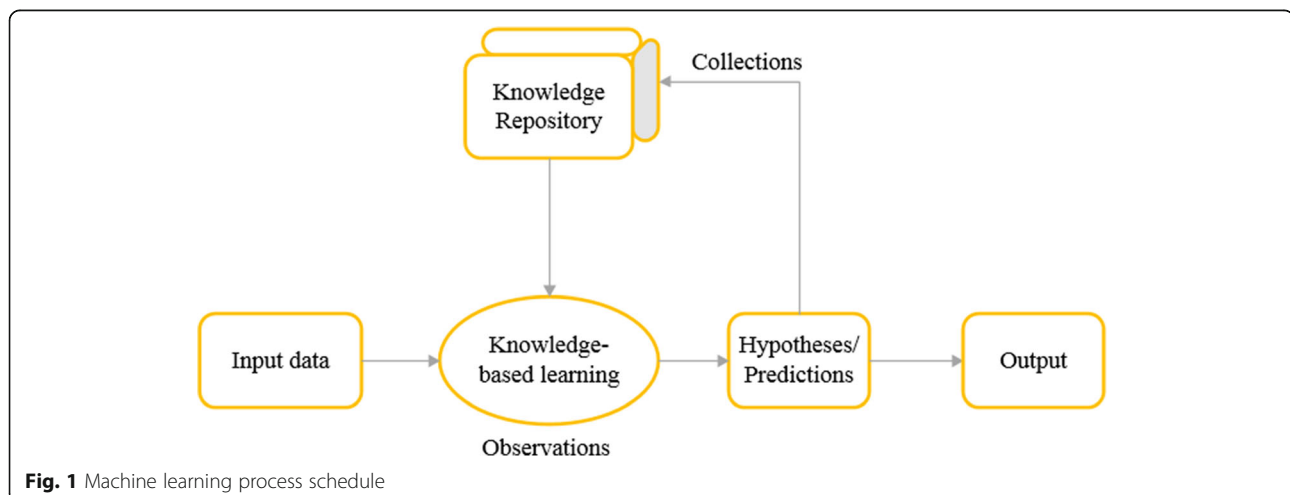 Collections
Knowledge
Repository
Input data
Knowledge-
based learning
Hypotheses/
Predictions
Output
Observations
Fig. 1 Machine learning process schedule